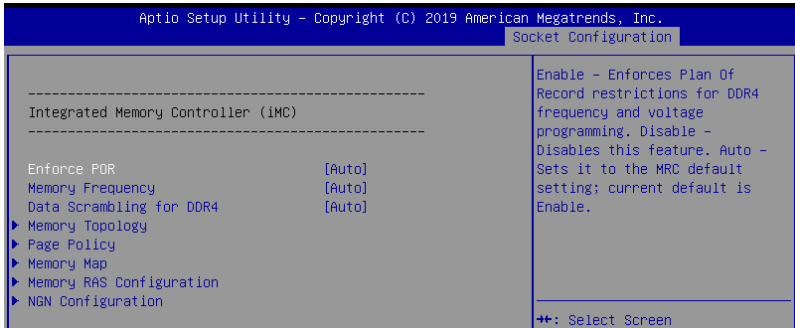 Aptio Setup Utility – Copyright (C) 2019 American Megatrends, Inc.
Socket Configuration
------------------------------------------------
Integrated Memory Controller (iMC)
------------------------------------------------
Enforce POR [Auto]
Memory Frequency [Auto]
Data Scrambling for DDR4 [Auto]
Memory Topology
Page Policy
Memory Map
Memory RAS Configuration
NGN Configuration
Enable – Enforces Plan Of
Record restrictions for DDR4
frequency and voltage
programming. Disable –
Disables this feature. Auto –
Sets it to the MRC default
setting; current default is
Enable.
→←: Select Screen